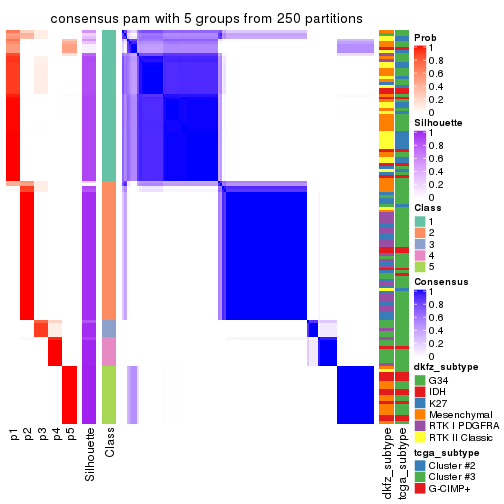 consensus pam with 5 groups from 250 partitions
p1
p2
p3
p4
p5
Silhouette
Class
dkfz_subtype
tcga_subtype
Prob
1
0.8
0.6
0.4
0.2
0
Silhouette
1
0.8
0.6
0.4
0.2
0
Class
1
2
3
4
5
Consensus
1
0.8
0.6
0.4
0.2
0
dkfz_subtype
G34
IDH
K27
Mesenchymal
RTK I PDGFRA
RTK II Classic
tcga_subtype
Cluster #2
Cluster #3
G-CIMP+